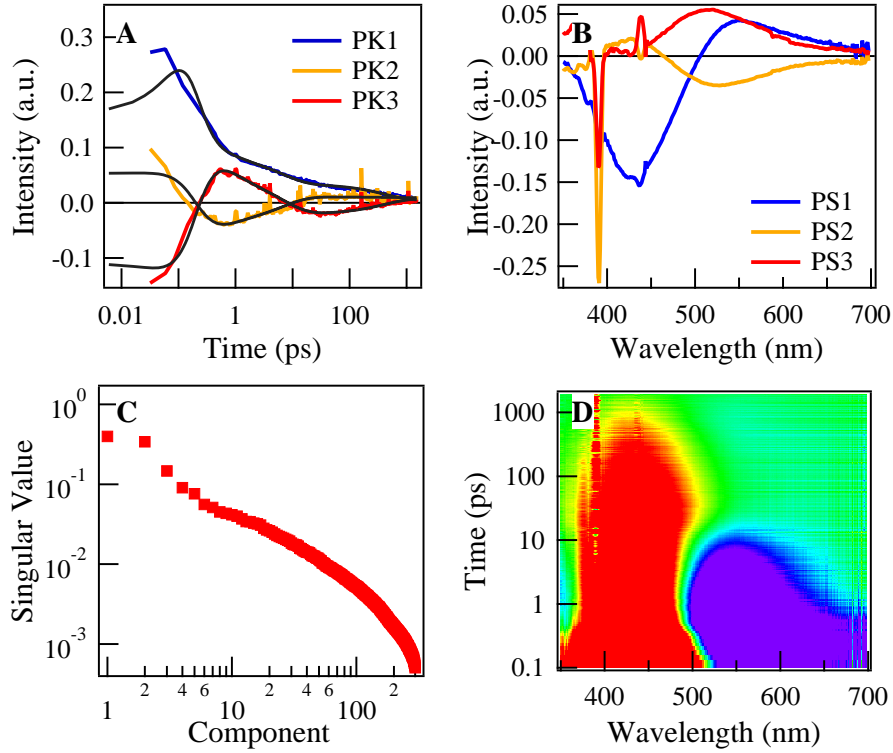 A
PK1
PK2
PK3
Intensity (a.u.)
0.3
0.2
0.1
0.0
-0.1
0.01
1
100
Time (ps)
B
PS1
PS2
PS3
Intensity (a.u.)
0.05
0.00
-0.05
-0.10
-0.15
-0.20
-0.25
400
500
600
700
Wavelength (nm)
C
Singular Value
10^0
10^-1
10^-2
10^-3
1
2
4
6
10
2
4
6
100
2
Component
D
Time (ps)
1000
100
10
1
0.1
400
500
600
700
Wavelength (nm)